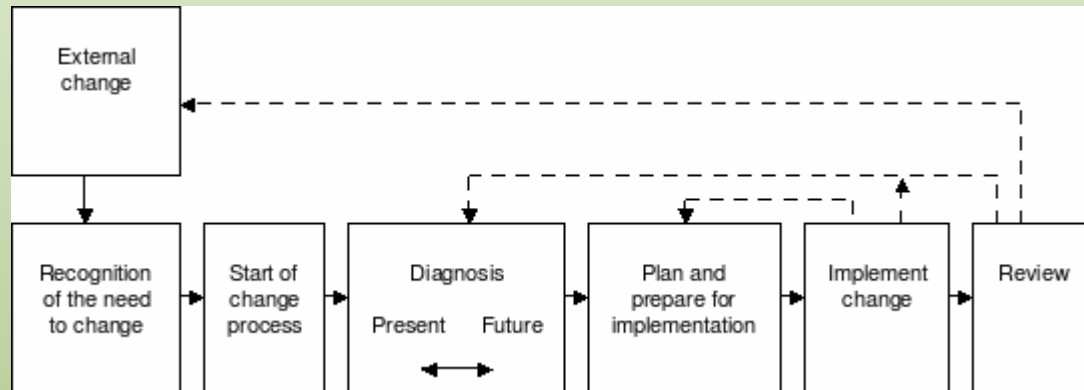 External
change
Recognition
of the need
to change
Start of
change
process
Diagnosis
Present Future
Plan and
prepare for
implementation
Implement
change
Review